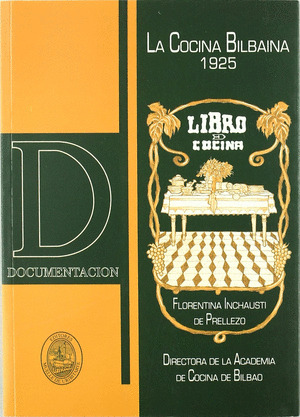 LA COCINA BILBAINA
1925
LIBRO
DE
COCINA
D
DOCUMENTACION
FLORENTINA INCHAUSTI
DE PRELLEZO
DIRECTORA DE LA ACADEMIA
DE COCINA DE BILBAO